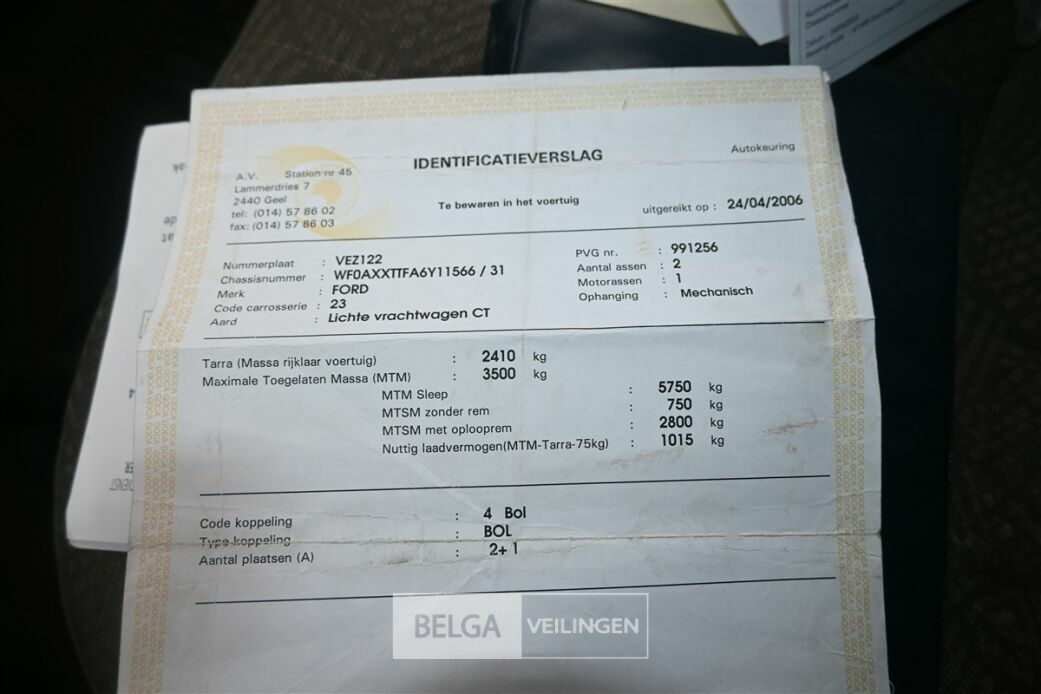 IDENTIFICATIEVERSLAG
Autokeuring
A.V. Station nr 45
Lammerdries 7
2440 Geel
tel: (014) 57 86 02
fax: (014) 57 86 03
Te bewaren in het voertuig
uitgereikt op : 24/04/2006
Nummerplaat : VEZ122
Chassisnummer : WF0AXXTTFA6Y11566 / 31
Merk : FORD
Code carrosserie : 23
Aard : Lichte vrachtwagen CT
PVG nr. : 991256
Aantal assen : 2
Motorassen : 1
Ophanging : Mechanisch
Tarra (Massa rijklaar voertuig) : 2410 kg
Maximale Toegelaten Massa (MTM) : 3500 kg
MTM Sleep : 5750 kg
MTSM zonder rem : 750 kg
MTSM met oplooprem : 2800 kg
Nuttig laadvermogen(MTM-Tarra-75kg) : 1015 kg
Code koppeling : 4 Bol
Type koppeling : BOL
Aantal plaatsen (A) : 2+ 1
BELGA VEILINGEN